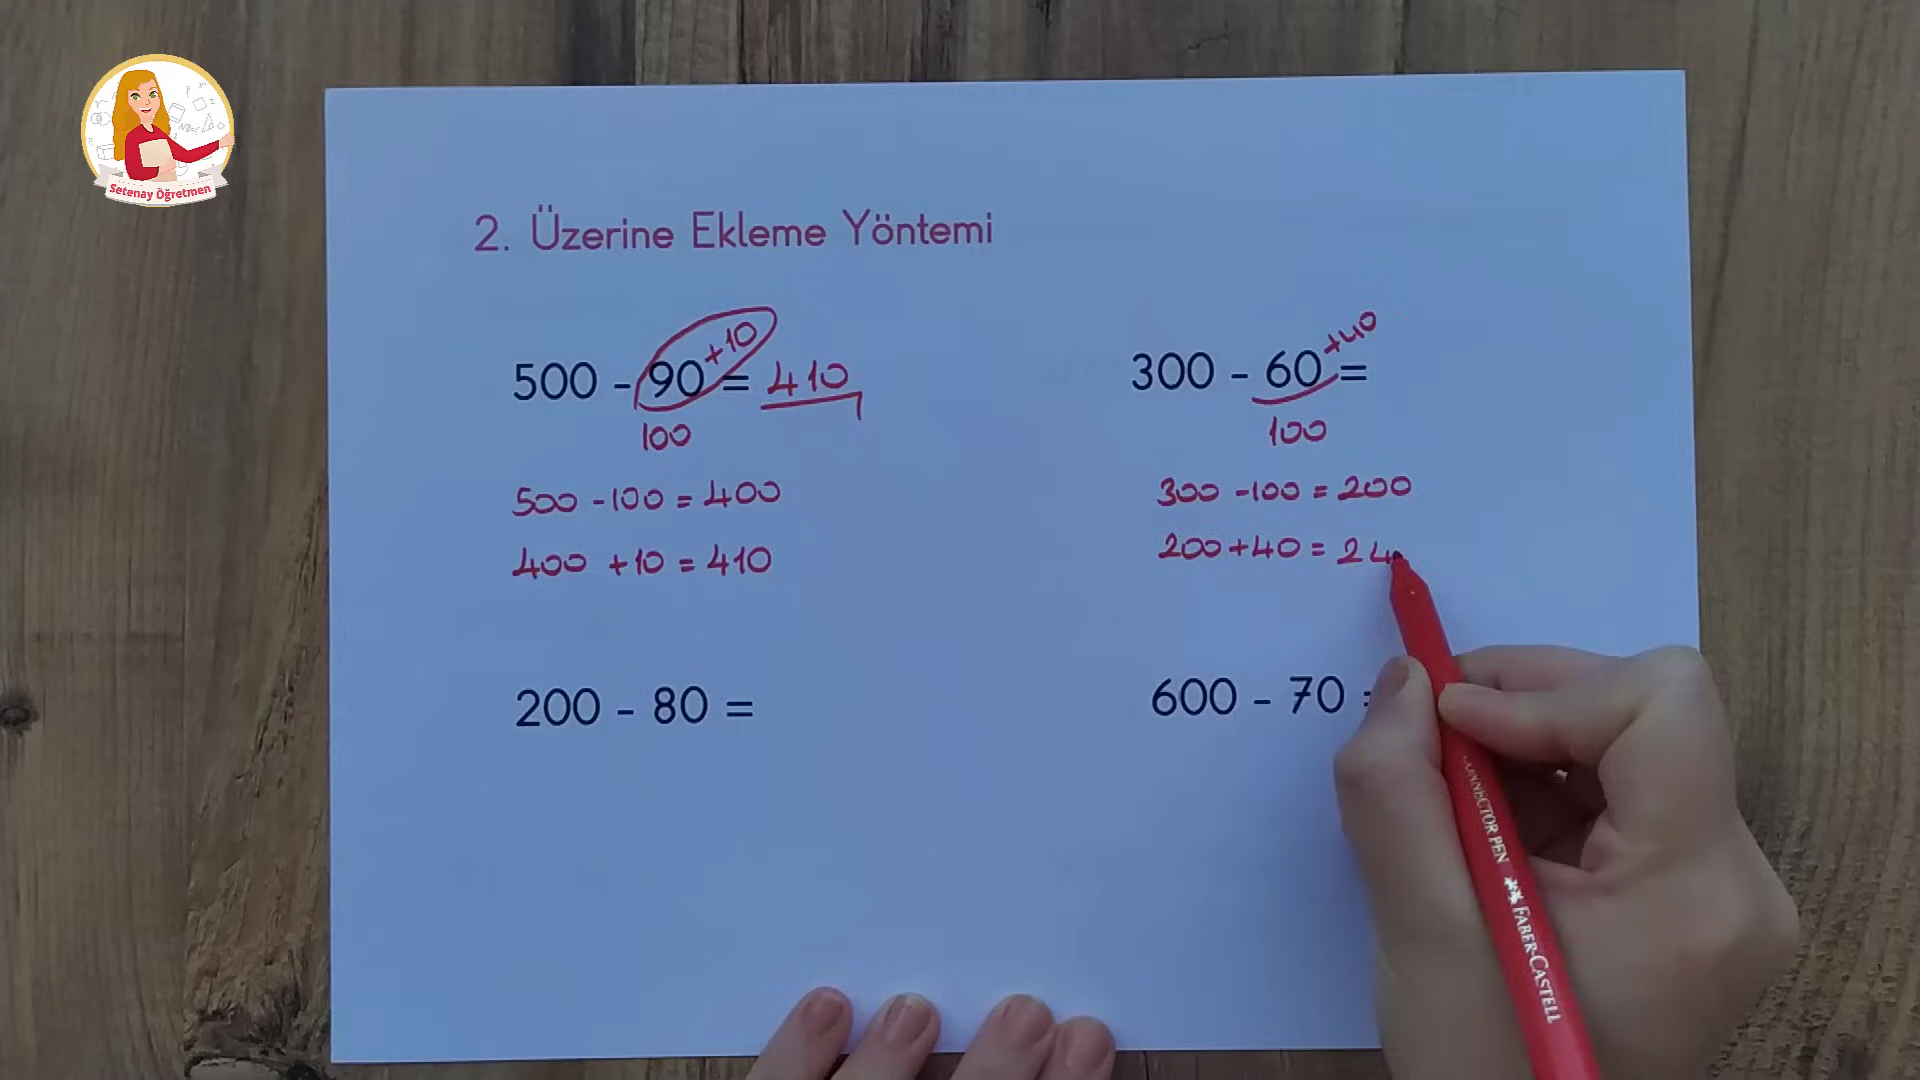 Setenay Öğretmen
2. Üzerine Ekleme Yöntemi
500 - 90 +10 = 410
100
500 - 100 = 400
400 + 10 = 410
300 - 60 +40 =
100
300 - 100 = 200
200 + 40 = 24
200 - 80 =
600 - 70 =
CONNECTOR PEN FABER-CASTELL